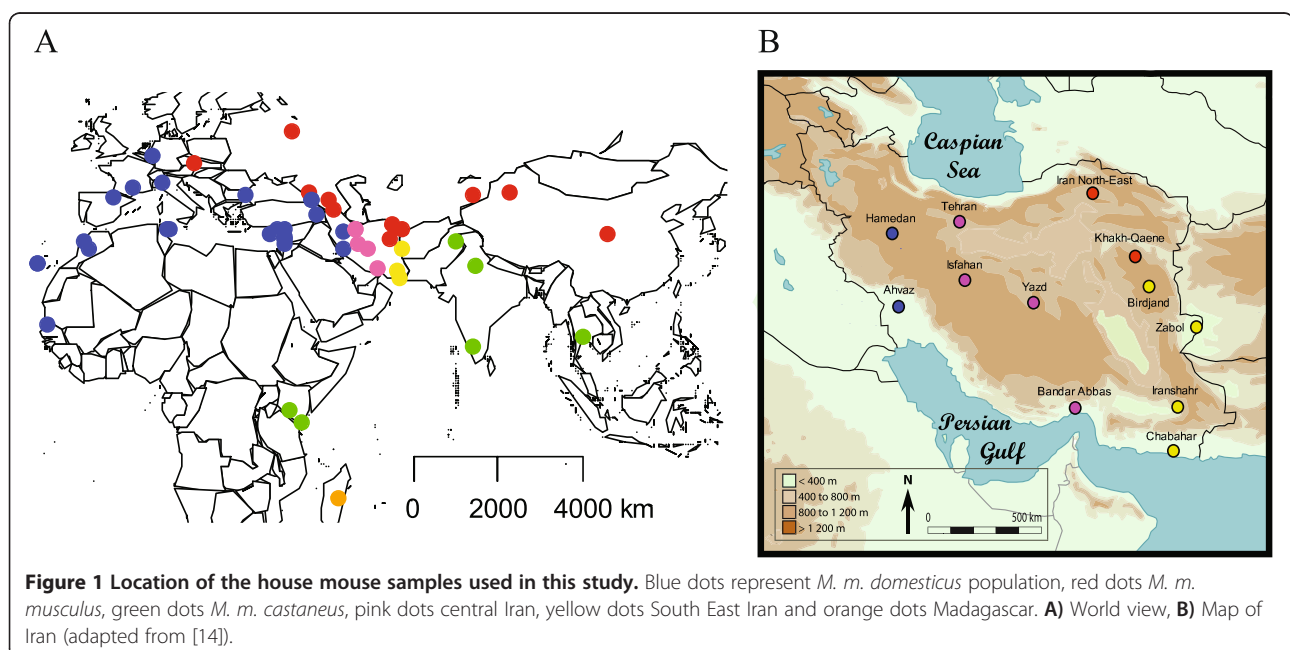 A
B
0 2000 4000 km
Caspian
Sea
Iran North-East
Tehran
Hamedan
Khakh-Qaene
Isfahan
Yazd
Birdjand
Ahvaz
Zabol
Bandar Abbas
Iranshahr
Persian
Gulf
Chabahar
< 400 m
400 to 800 m
800 to 1 200 m
> 1 200 m
N
0 500 km
Figure 1 Location of the house mouse samples used in this study. Blue dots represent M. m. domesticus population, red dots M. m.
musculus, green dots M. m. castaneus, pink dots central Iran, yellow dots South East Iran and orange dots Madagascar. A) World view, B) Map of
Iran (adapted from [14]).